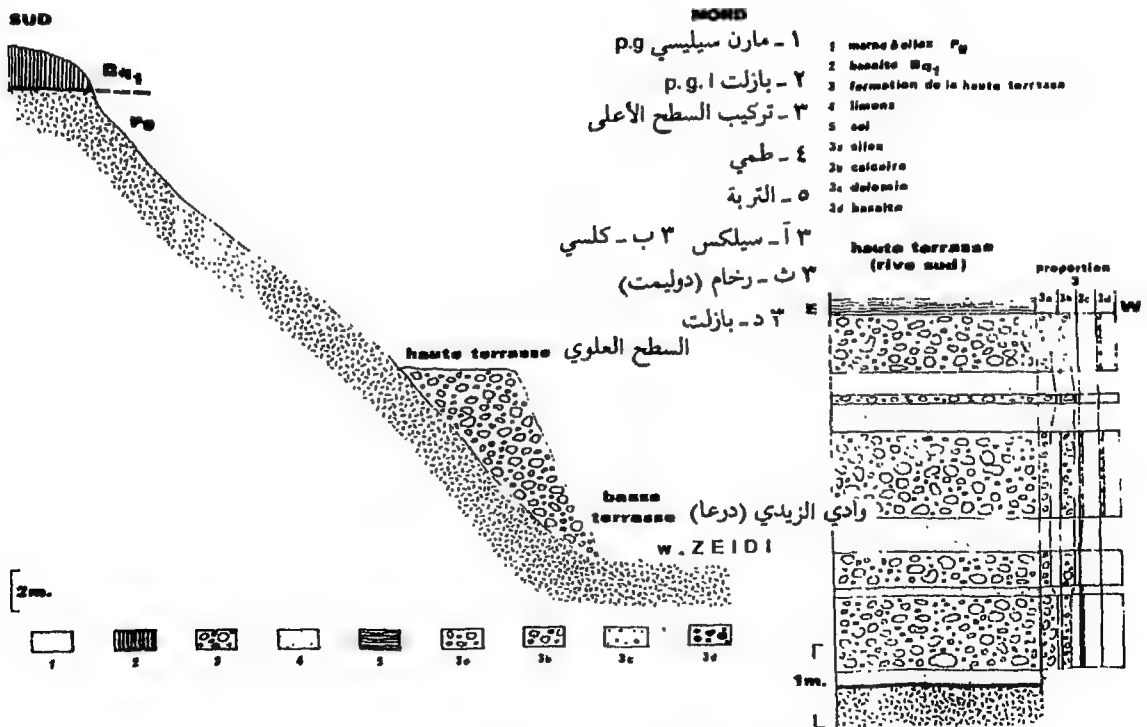 SUD
NORD
Bq₁
Pg
١ - مارن سيليسي p.g
٢ - بازلت p.g.1
٣ - تركيب السطح الأعلى
٤ - طمي
٥ - التربة
٣ آ - سيلكس ٣ ب - كلسي
٣ ث - رخام (دوليمت)
٣ د - بازلت
1 marne à silex Pg
2 basalte Bq₁
3 formation de la haute terrasse
4 limons
5 sol
3a silex
3b calcaire
3c dolomie
3d basalte
haute terrasse
(rive sud)
proportion
3
E 3a 3b 3c 3d W
haute terrasse السطح العلوي
basse
terrasse وادي الزيدي (درعا)
w. ZEIDI
2m.
1m.
1 2 3 4 5 3a 3b 3c 3d